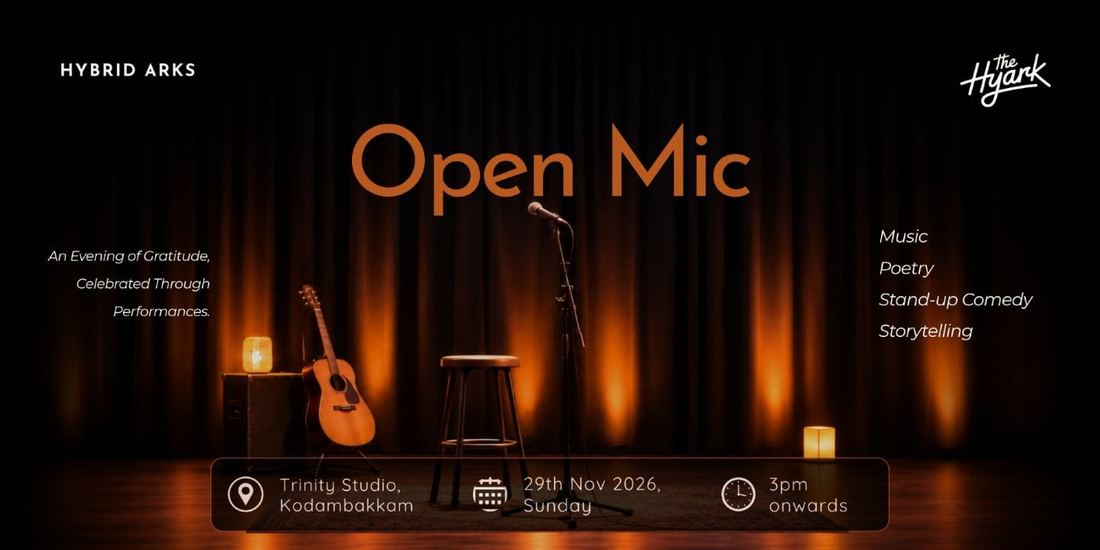 HYBRID ARKS
The Hyark
Open Mic
An Evening of Gratitude,
Celebrated Through
Performances.
Music
Poetry
Stand-up Comedy
Storytelling
Trinity Studio,
Kodambakkam
29th Nov 2026,
Sunday
3pm
onwards